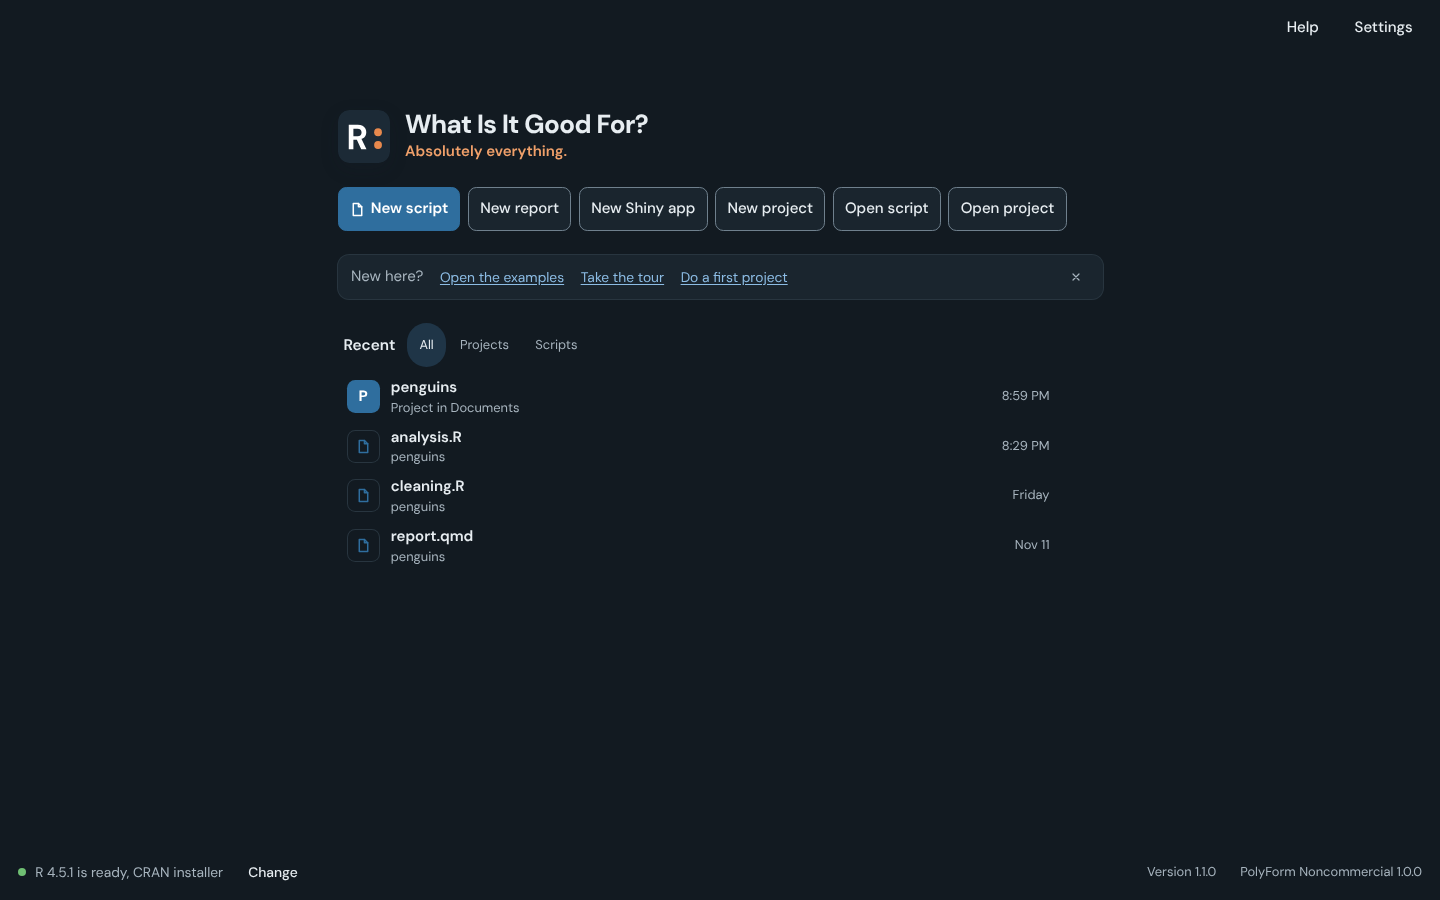 Help Settings
R:
What Is It Good For?
Absolutely everything.
New script New report New Shiny app New project Open script Open project
New here? Open the examples Take the tour Do a first project ×
Recent All Projects Scripts
P penguins 8:59 PM
Project in Documents
analysis.R 8:29 PM
penguins
cleaning.R Friday
penguins
report.qmd Nov 11
penguins
R 4.5.1 is ready, CRAN installer Change Version 1.1.0 PolyForm Noncommercial 1.0.0